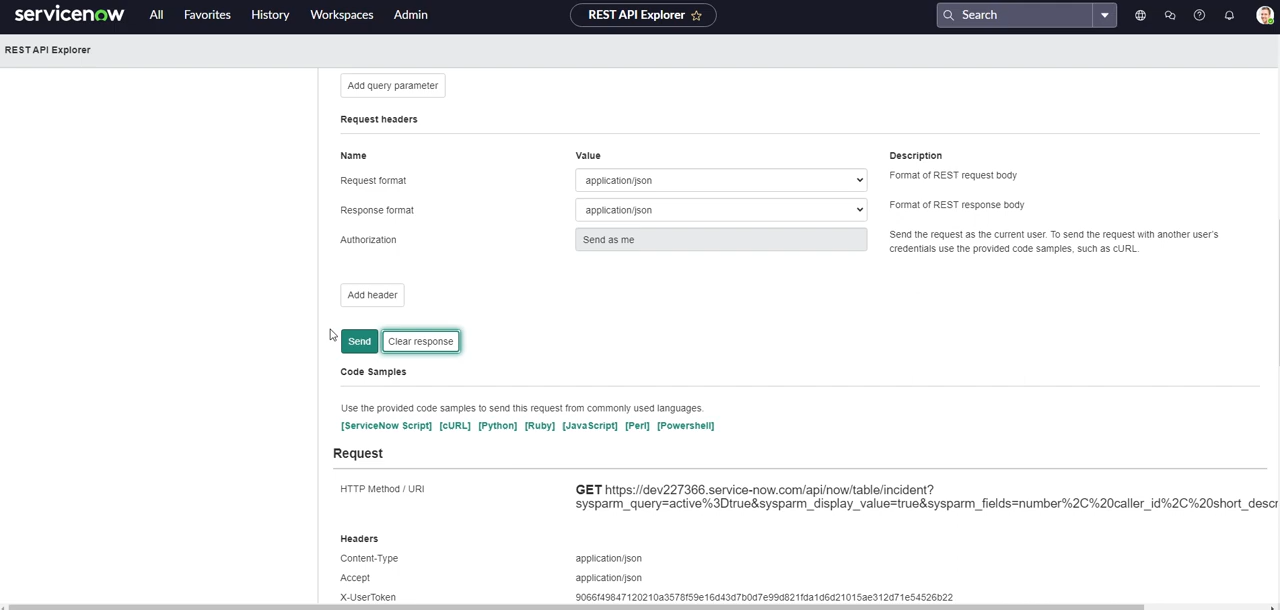 servicenow All Favorites History Workspaces Admin REST API Explorer Search
REST API Explorer
Add query parameter
Request headers
Name Value Description
Request format application/json Format of REST request body
Response format application/json Format of REST response body
Authorization Send as me Send the request as the current user. To send the request with another user's
credentials use the provided code samples, such as cURL.
Add header
Send Clear response
Code Samples
Use the provided code samples to send this request from commonly used languages.
[ServiceNow Script] [cURL] [Python] [Ruby] [JavaScript] [Perl] [Powershell]
Request
HTTP Method / URI GET https://dev227366.service-now.com/api/now/table/incident?
sysparm_query=active%3Dtrue&sysparm_display_value=true&sysparm_fields=number%2C%20caller_id%2C%20short_descr
Headers
Content-Type application/json
Accept application/json
X-UserToken 9066f49847120210a3578f59e16d43d7b0d7e99d821fda1d6d21015ae312d71e54526b22